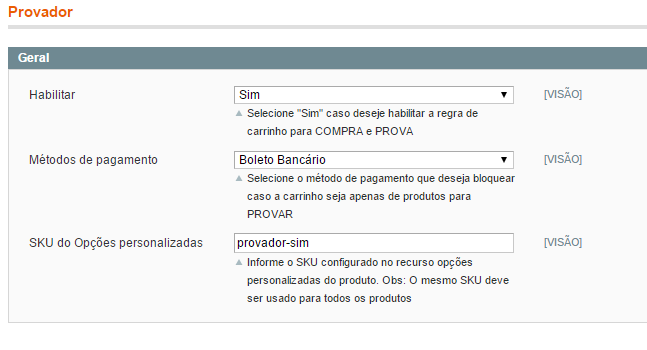 Provador
Geral
Habilitar
Sim
[VISÃO]
Selecione "Sim" caso deseje habilitar a regra de
carrinho para COMPRA e PROVA
Métodos de pagamento
Boleto Bancário
[VISÃO]
Selecione o método de pagamento que deseja bloquear
caso a carrinho seja apenas de produtos para
PROVAR
SKU do Opções personalizadas
provador-sim
[VISÃO]
Informe o SKU configurado no recurso opções
personalizadas do produto. Obs: O mesmo SKU deve
ser usado para todos os produtos